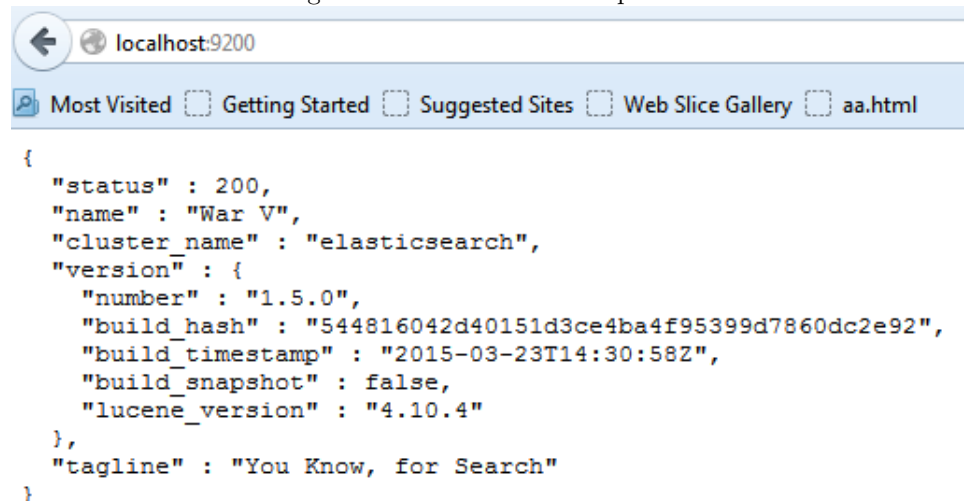 localhost:9200
Most Visited Getting Started Suggested Sites Web Slice Gallery aa.html
{
  "status" : 200,
  "name" : "War V",
  "cluster_name" : "elasticsearch",
  "version" : {
    "number" : "1.5.0",
    "build_hash" : "544816042d40151d3ce4ba4f95399d7860dc2e92",
    "build_timestamp" : "2015-03-23T14:30:58Z",
    "build_snapshot" : false,
    "lucene_version" : "4.10.4"
  },
  "tagline" : "You Know, for Search"
}